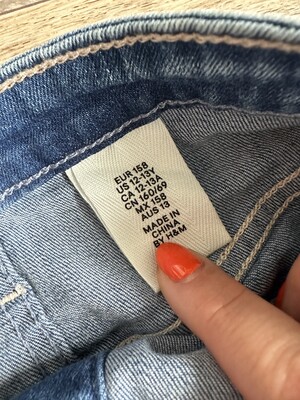 EUR 158
US 12-13Y
CA 12-13A
CN 160/69
MX 158
AUS 13
MADE IN
CHINA
BY H&M